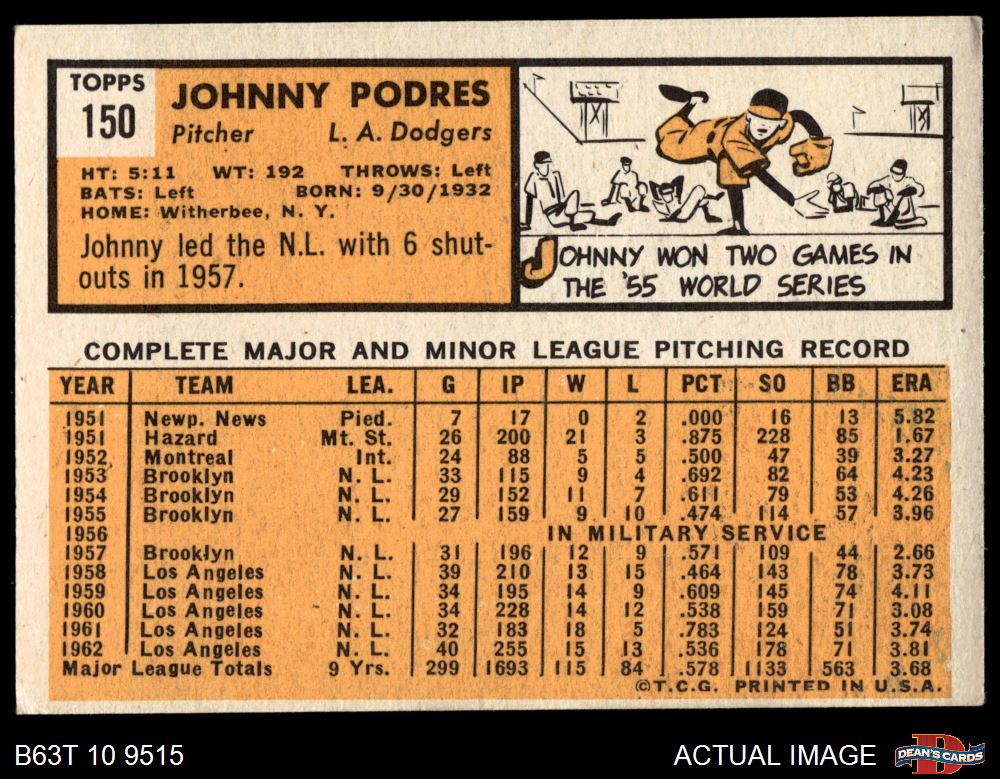 TOPPS
150
JOHNNY PODRES
Pitcher L. A. Dodgers
HT: 5:11 WT: 192 THROWS: Left
BATS: Left BORN: 9/30/1932
HOME: Witherbee, N. Y.
Johnny led the N.L. with 6 shut-
outs in 1957.
JOHNNY WON TWO GAMES IN
THE '55 WORLD SERIES
COMPLETE MAJOR AND MINOR LEAGUE PITCHING RECORD
YEAR TEAM LEA. G IP W L PCT SO BB ERA
1951 Newp. News Pied. 7 17 0 2 .000 16 13 5.82
1951 Hazard Mt. St. 26 200 21 3 .875 228 85 1.67
1952 Montreal Int. 24 88 5 5 .500 47 39 3.27
1953 Brooklyn N. L. 33 115 9 4 .692 82 64 4.23
1954 Brooklyn N. L. 29 152 11 7 .611 79 53 4.26
1955 Brooklyn N. L. 27 159 9 10 .474 114 57 3.96
1956 IN MILITARY SERVICE
1957 Brooklyn N. L. 31 196 12 9 .571 109 44 2.66
1958 Los Angeles N. L. 39 210 13 15 .464 143 78 3.73
1959 Los Angeles N. L. 34 195 14 9 .609 145 74 4.11
1960 Los Angeles N. L. 34 228 14 12 .538 159 71 3.08
1961 Los Angeles N. L. 32 183 18 5 .783 124 51 3.74
1962 Los Angeles N. L. 40 255 15 13 .536 178 71 3.81
Major League Totals 9 Yrs. 299 1693 115 84 .578 1133 563 3.68
©T.C.G. PRINTED IN U.S.A.
B63T 10 9515 ACTUAL IMAGE DEAN'S CARDS